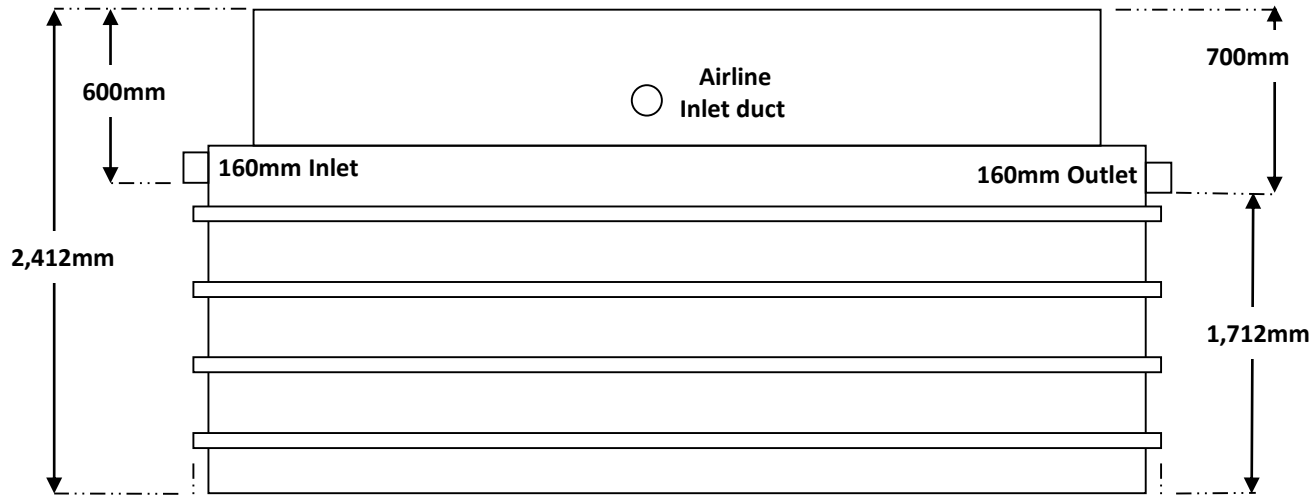 700mm
Airline
600mm
Inlet duct
160mm Inlet
160mm Outlet
2,412mm
1,712mm